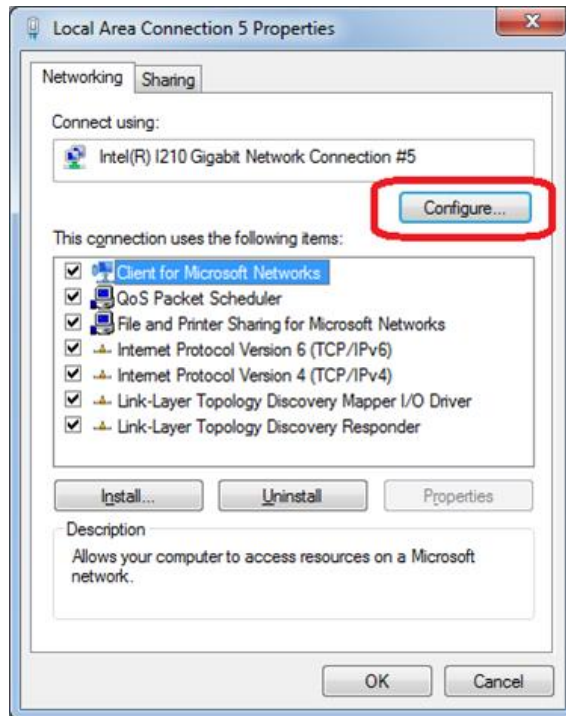 Local Area Connection 5 Properties
Networking
Sharing
Connect using:
Intel(R) I210 Gigabit Network Connection #5
Configure...
This connection uses the following items:
Client for Microsoft Networks
QoS Packet Scheduler
File and Printer Sharing for Microsoft Networks
Internet Protocol Version 6 (TCP/IPv6)
Internet Protocol Version 4 (TCP/IPv4)
Link-Layer Topology Discovery Mapper I/O Driver
Link-Layer Topology Discovery Responder
Install...
Uninstall
Properties
Description
Allows your computer to access resources on a Microsoft
network.
OK
Cancel